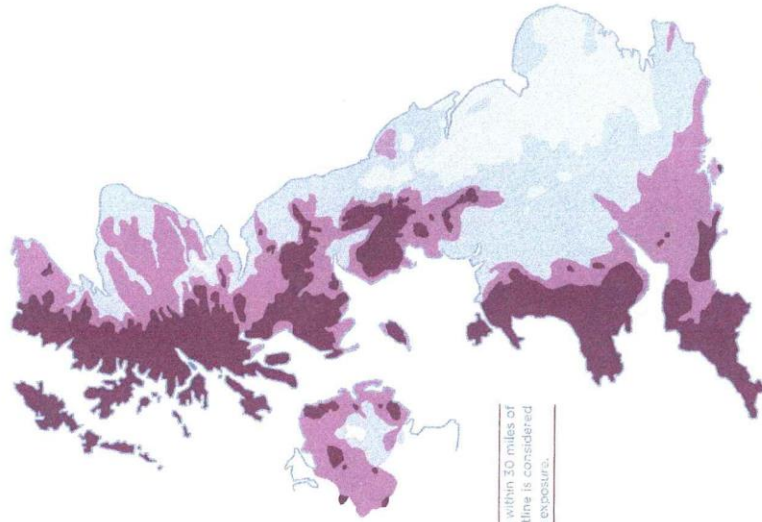 within 30 miles of
tline is considered
exposure.